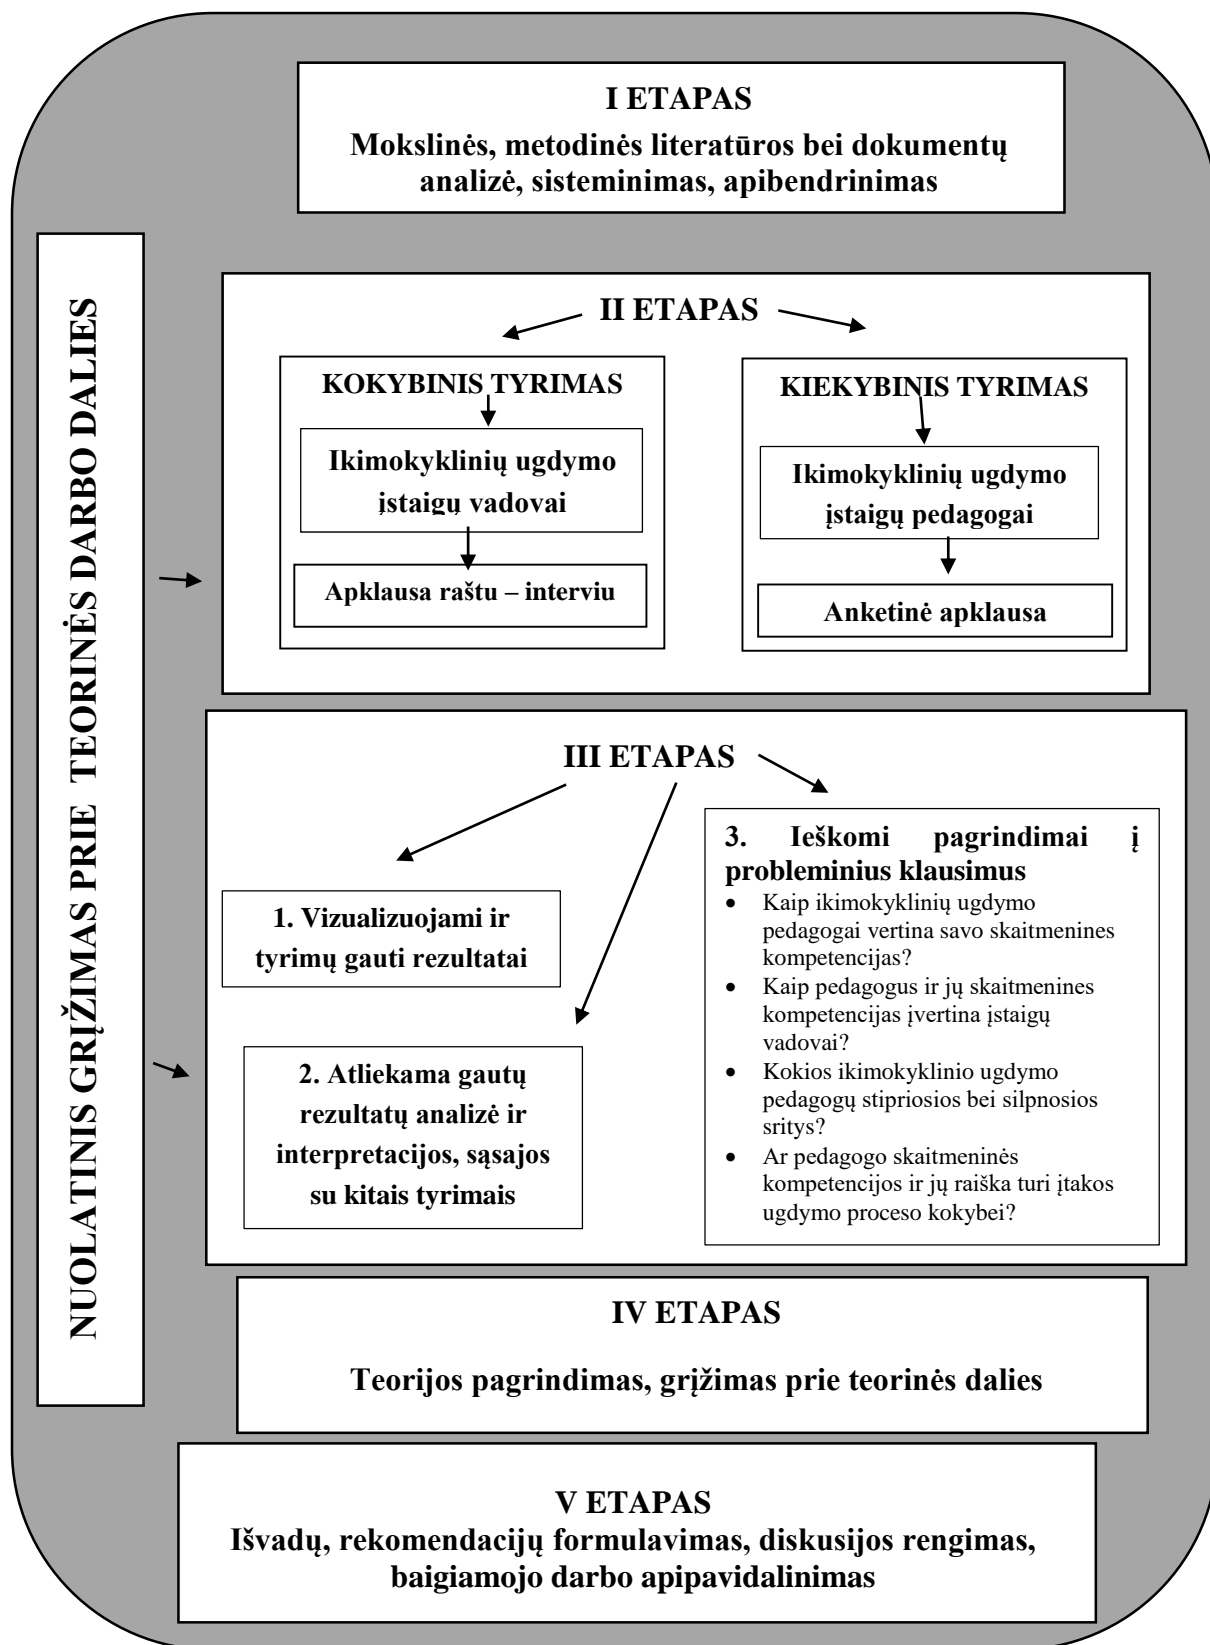 I ETAPAS
Mokslinės, metodinės literatūros bei dokumentų
analizė, sisteminimas, apibendrinimas
NUOLATINIS GRĮŽIMAS PRIE TEORINĖS DARBO DALIES
II ETAPAS
KOKYBINIS TYRIMAS
Ikimokyklinių ugdymo
įstaigų vadovai
Apklausa raštu – interviu
KIEKYBINIS TYRIMAS
Ikimokyklinių ugdymo
įstaigų pedagogai
Anketinė apklausa
III ETAPAS
1. Vizualizuojami ir
tyrimų gauti rezultatai
2. Atliekama gautų
rezultatų analizė ir
interpretacijos, sąsajos
su kitais tyrimais
3. Ieškomi pagrindimai į
probleminius klausimus
• Kaip ikimokyklinių ugdymo
pedagogai vertina savo skaitmenines
kompetencijas?
• Kaip pedagogus ir jų skaitmenines
kompetencijas įvertina įstaigų
vadovai?
• Kokios ikimokyklinio ugdymo
pedagogų stipriosios bei silpnosios
sritys?
• Ar pedagogo skaitmeninės
kompetencijos ir jų raiška turi įtakos
ugdymo proceso kokybei?
IV ETAPAS
Teorijos pagrindimas, grįžimas prie teorinės dalies
V ETAPAS
Išvadų, rekomendacijų formulavimas, diskusijos rengimas,
baigiamojo darbo apipavidalinimas